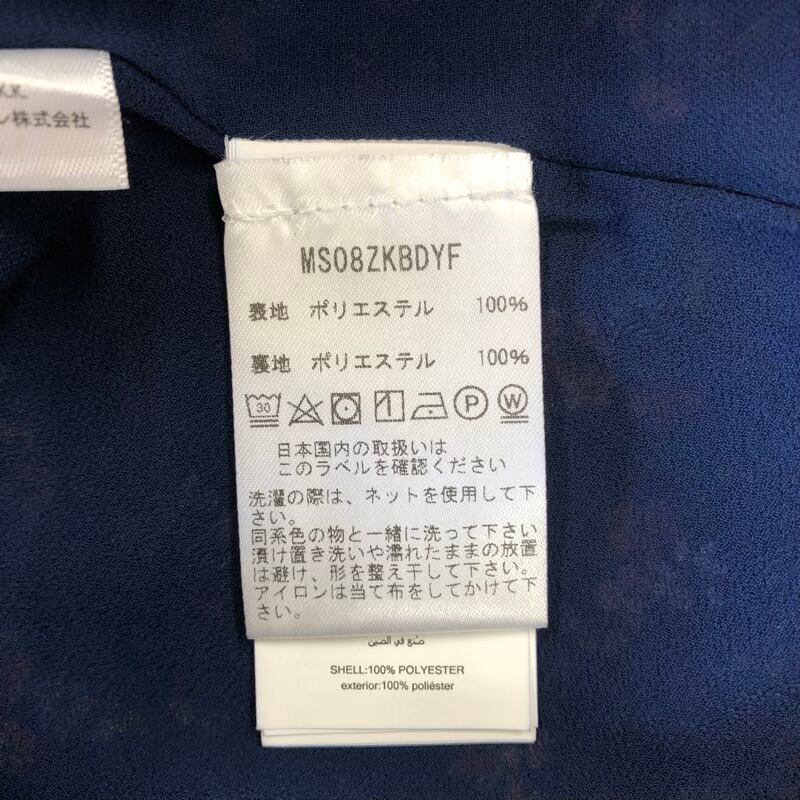 KK
ン株式会社
MS08ZKBDYF
表地 ポリエステル 100%
裏地 ポリエステル 100%
30 P W
日本国内の取扱いは
このラベルを確認ください
洗濯の際は、ネットを使用して下
さい。
同系色の物と一緒に洗って下さい
漬け置き洗いや濡れたままの放置
は避け、形を整え干して下さい。
アイロンは当て布をしてかけて下
さい。
صنع في الصين
SHELL:100% POLYESTER
exterior:100% poliéster